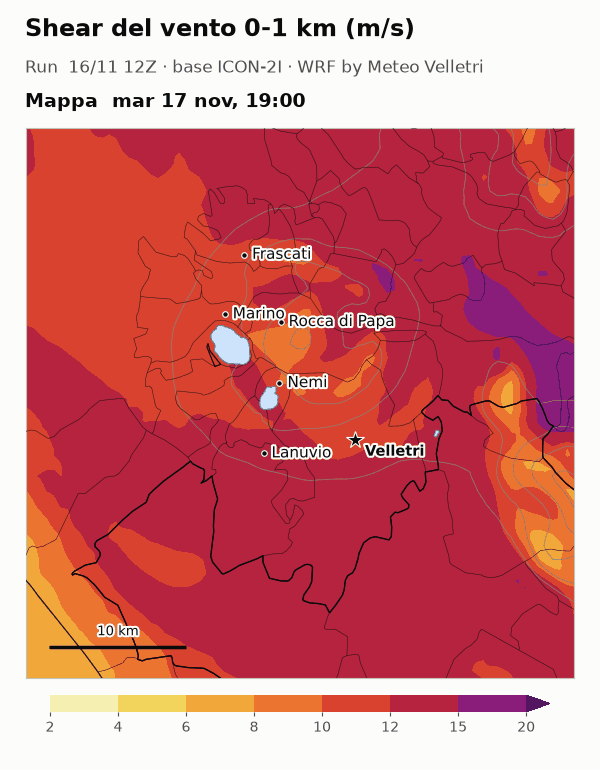 Shear del vento 0-1 km (m/s)
Run 16/11 12Z · base ICON-2I · WRF by Meteo Velletri
Mappa mar 17 nov, 19:00
Frascati
Marino
Rocca di Papa
Nemi
Lanuvio
Velletri
10 km
2 4 6 8 10 12 15 20